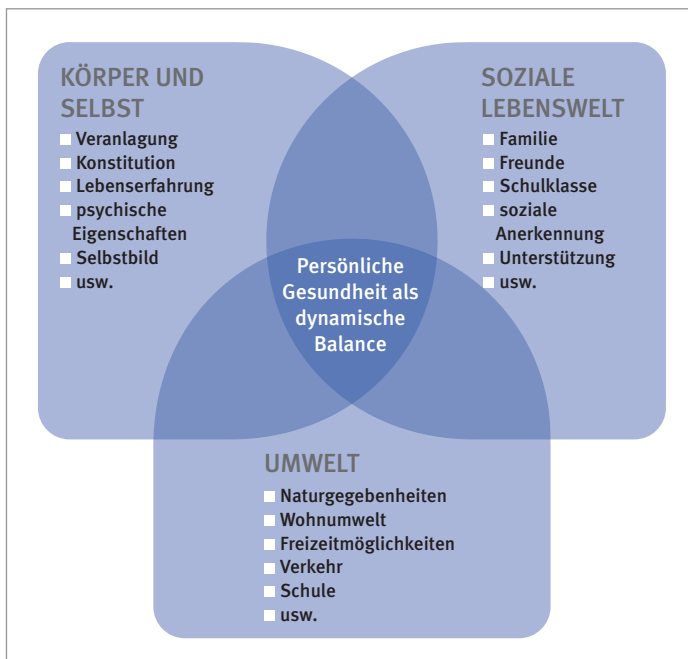 KÖRPER UND
SELBST
Veranlagung
Konstitution
Lebenserfahrung
psychische
Eigenschaften
Selbstbild
usw.
SOZIALE
LEBENSWELT
Familie
Freunde
Schulklasse
soziale
Anerkennung
Unterstützung
usw.
Persönliche
Gesundheit als
dynamische
Balance
UMWELT
Naturgegebenheiten
Wohnumwelt
Freizeitmöglichkeiten
Verkehr
Schule
usw.